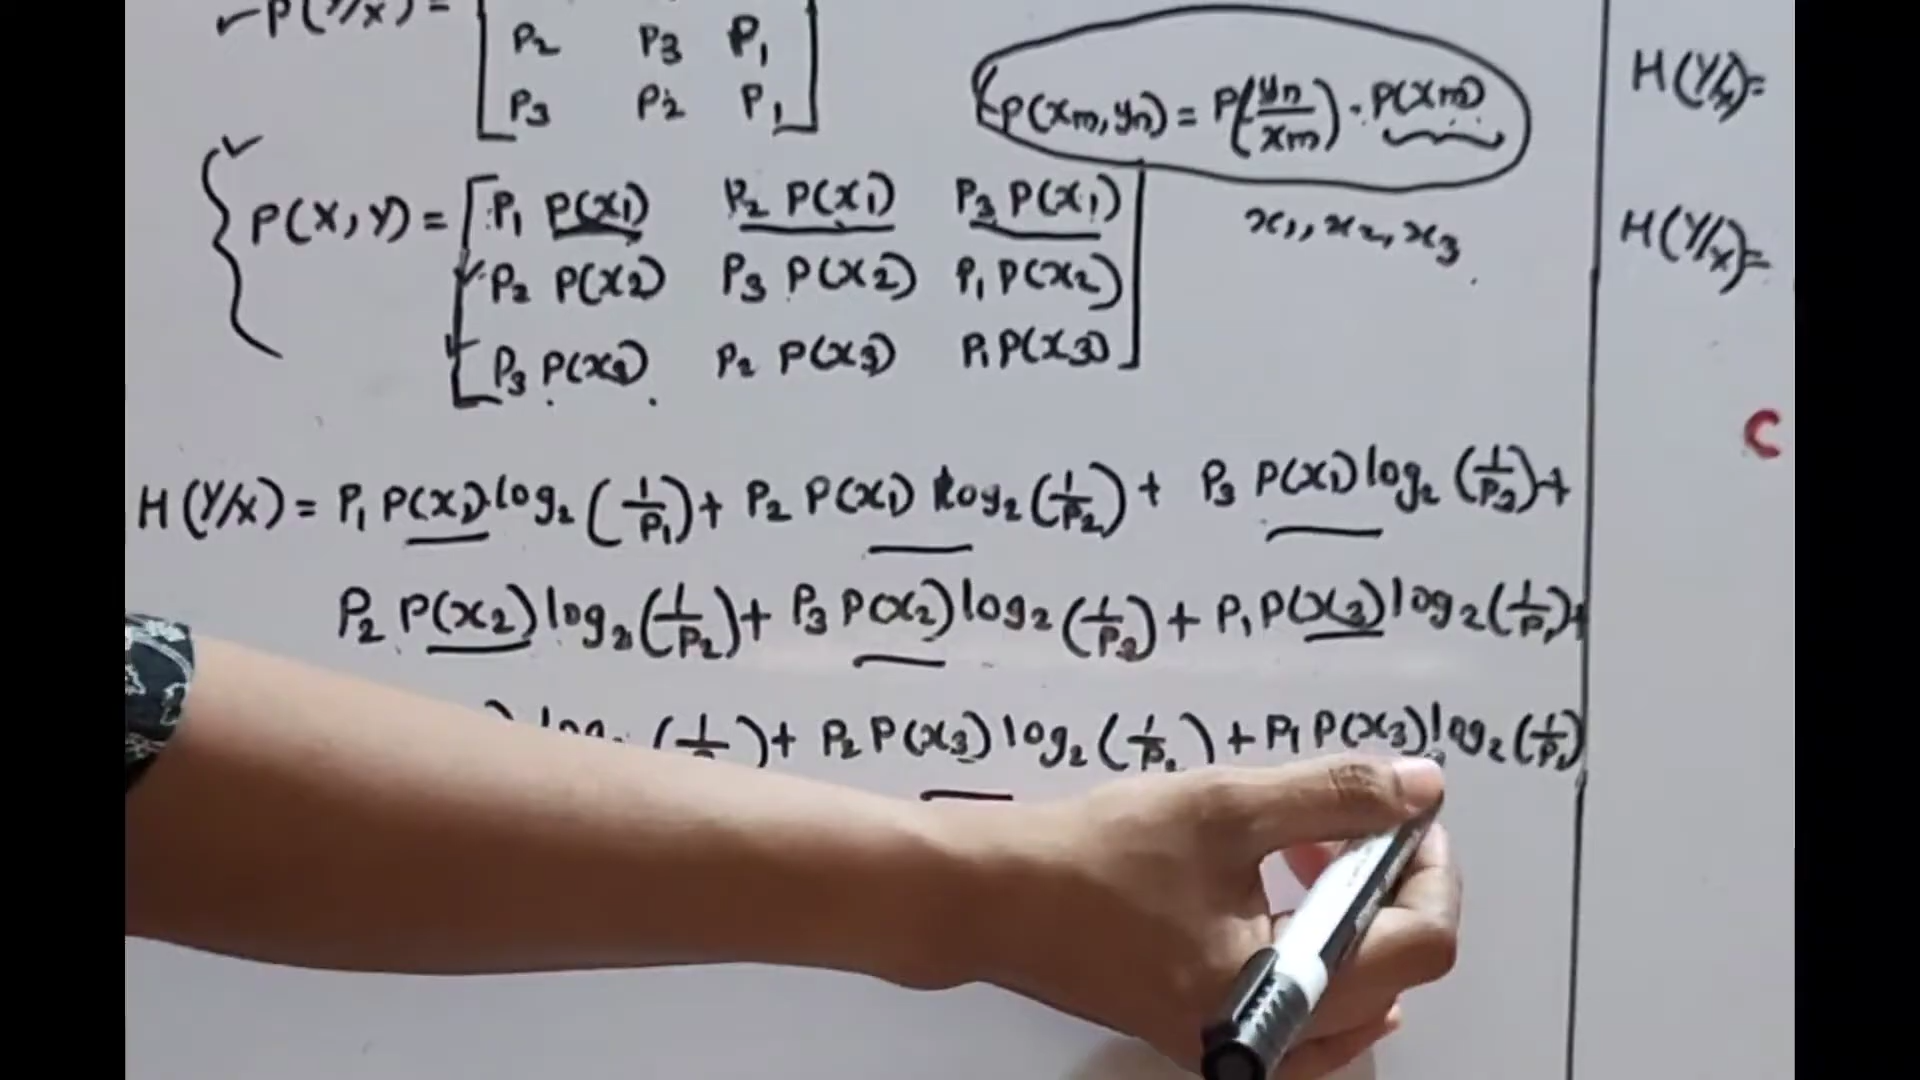 P(Y/X) =
P2 P3 P1
P3 P2 P1
P(xm, yn) = P(yn/xm) · P(xm)
P(X, Y) = [P1 P(x1) P2 P(x1) P3 P(x1)
P2 P(x2) P3 P(x2) P1 P(x2)
P3 P(x3) P2 P(x3) P1 P(x3)]
x1, x2, x3
H(Y/X) = P1 P(x1) log2 (1/P1) + P2 P(x1) log2 (1/P2) + P3 P(x1) log2 (1/P3) +
P2 P(x2) log2 (1/P2) + P3 P(x2) log2 (1/P3) + P1 P(x3) log2 (1/P1) +
(1/ ) + P2 P(x3) log2 (1/P2) + P1 P(x3) log2 (1/P1)
H(Y/X) =
H(Y/X) =
C